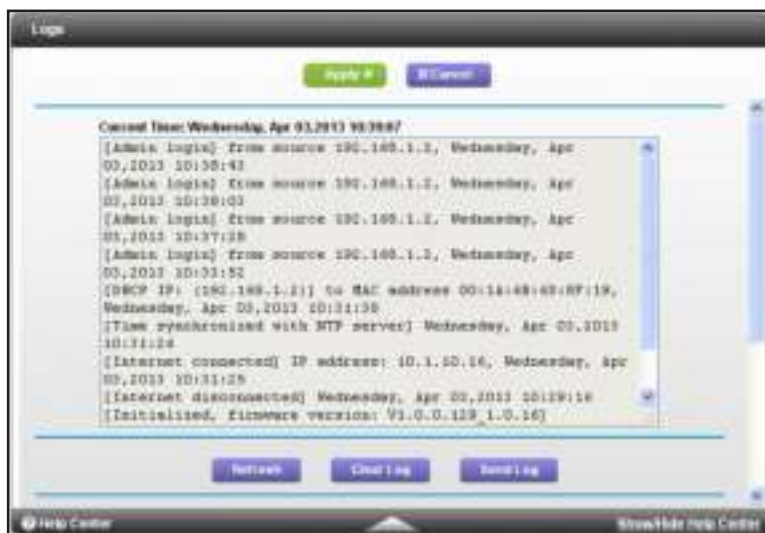 Logs
Apply
Cancel
Current Time: Wednesday, Apr 03,2013 10:39:07
[Admin login] from source 192.168.1.2, Wednesday, Apr
03,2013 10:38:43
[Admin login] from source 192.168.1.2, Wednesday, Apr
03,2013 10:38:03
[Admin login] from source 192.168.1.2, Wednesday, Apr
03,2013 10:37:28
[Admin login] from source 192.168.1.2, Wednesday, Apr
03,2013 10:33:52
[DHCP IP: (192.168.1.2)] to MAC address
Wednesday, Apr 03,2013 10:31:38
[Time synchronized with NTP server] Wednesday, Apr 03,2013
10:31:26
[Internet connected] IP address: 10.1.10.16, Wednesday, Apr
03,2013 10:31:25
[Internet disconnected] Wednesday, Apr 03,2013 10:29:16
[Initialized, firmware version:
Refresh
Clear Log
Send Log
Help Center
Show/Hide Help Center